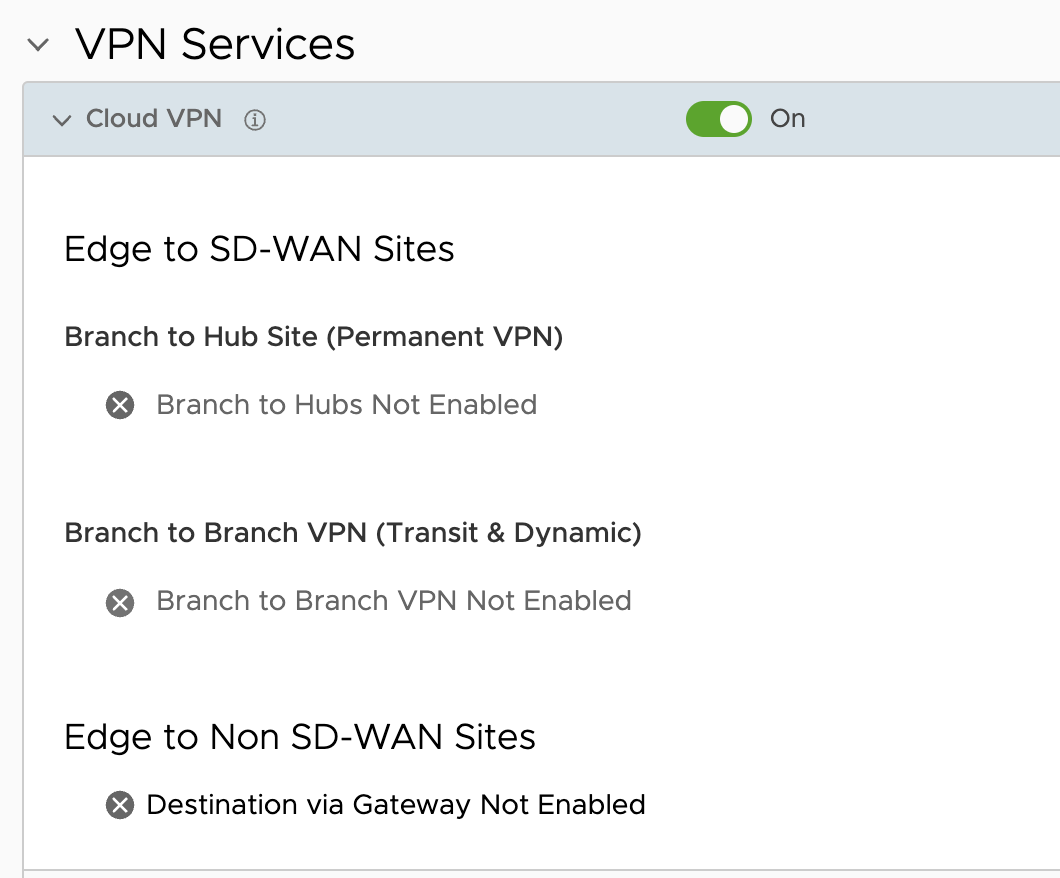 VPN Services
Cloud VPN
On
Edge to SD-WAN Sites
Branch to Hub Site (Permanent VPN)
Branch to Hubs Not Enabled
Branch to Branch VPN (Transit & Dynamic)
Branch to Branch VPN Not Enabled
Edge to Non SD-WAN Sites
Destination via Gateway Not Enabled